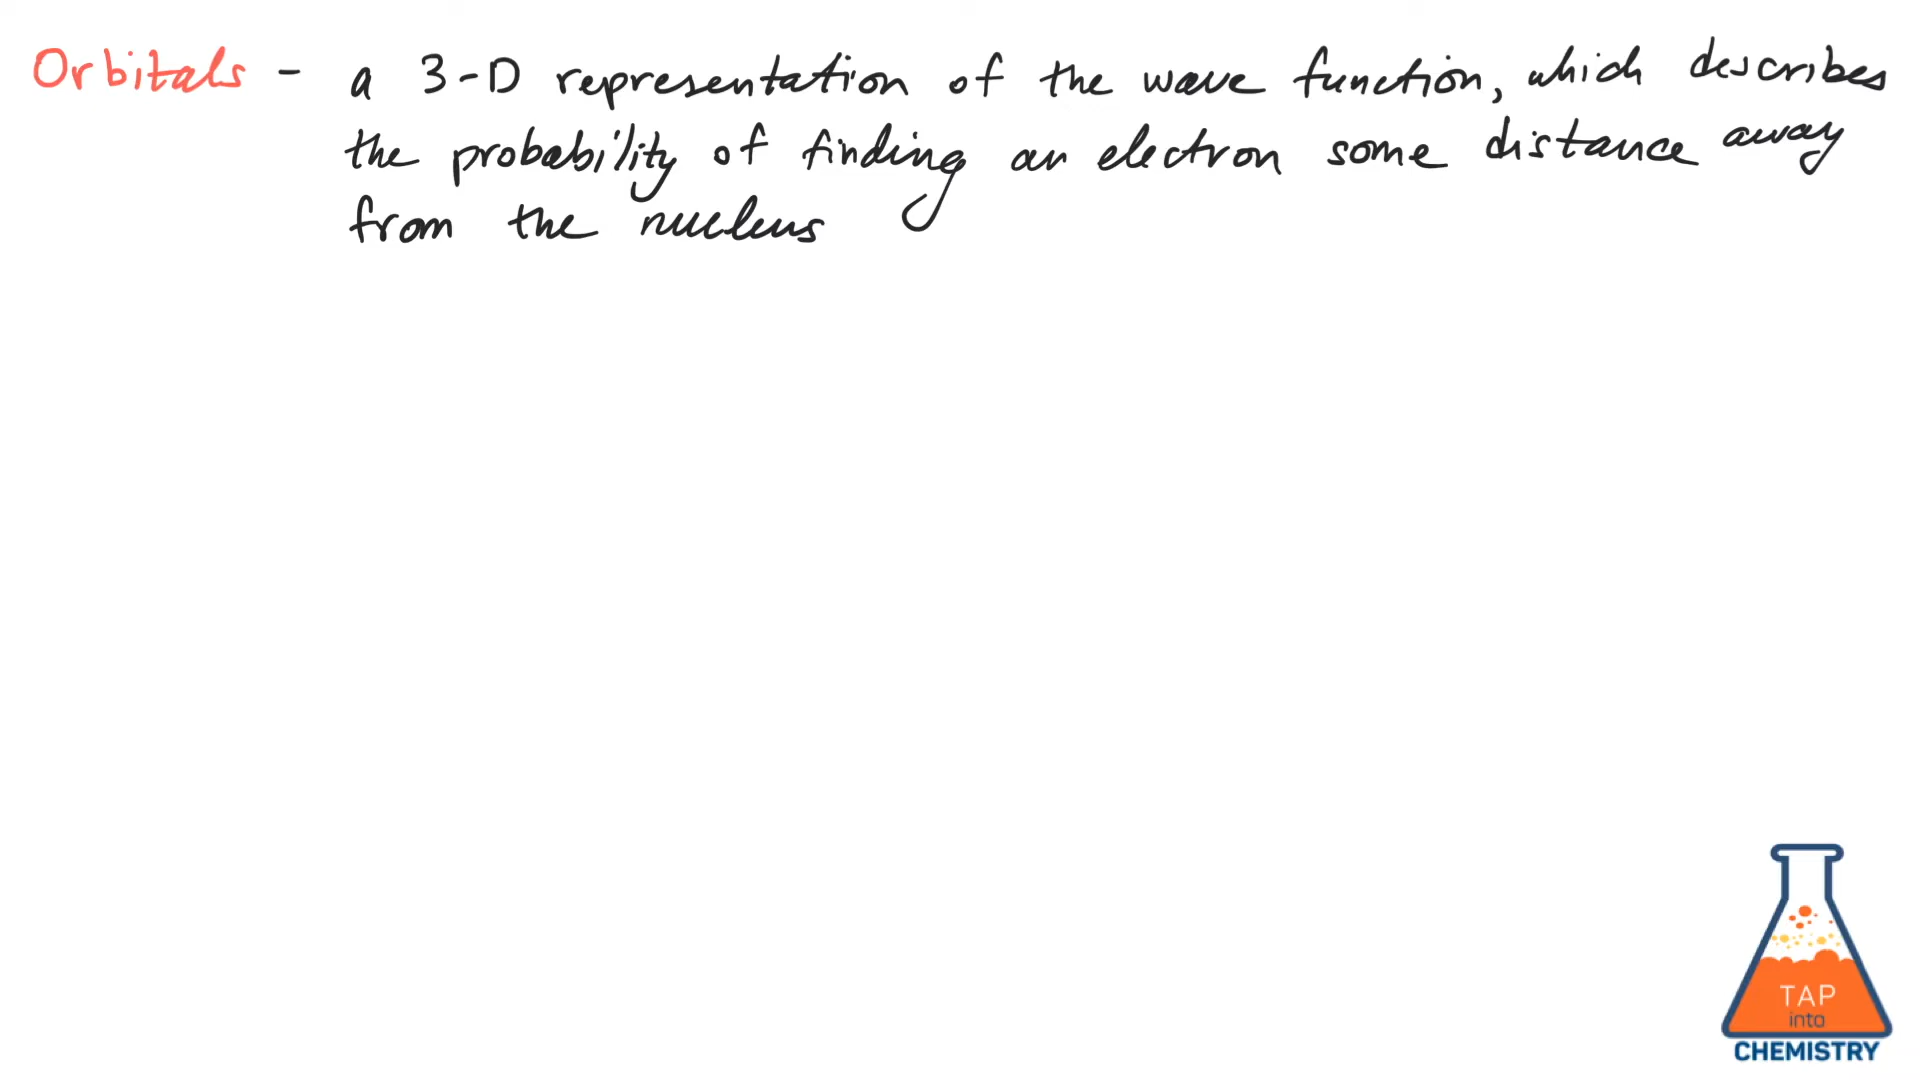 Orbitals - a 3-D representation of the wave function, which describes
the probability of finding an electron some distance away
from the nucleus
TAP
into
CHEMISTRY